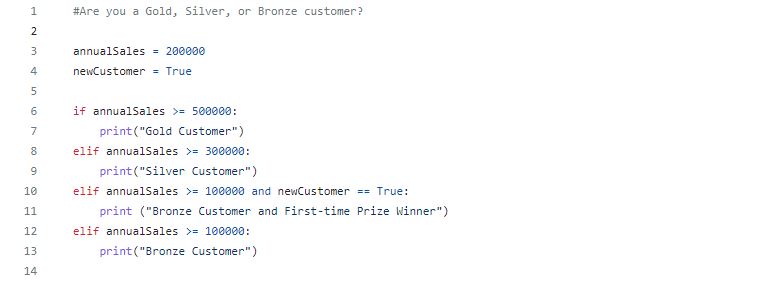 1 #Are you a Gold, Silver, or Bronze customer?
2
3 annualSales = 200000
4 newCustomer = True
5
6 if annualSales >= 500000:
7     print("Gold Customer")
8 elif annualSales >= 300000:
9     print("Silver Customer")
10 elif annualSales >= 100000 and newCustomer == True:
11     print ("Bronze Customer and First-time Prize Winner")
12 elif annualSales >= 100000:
13     print("Bronze Customer")
14